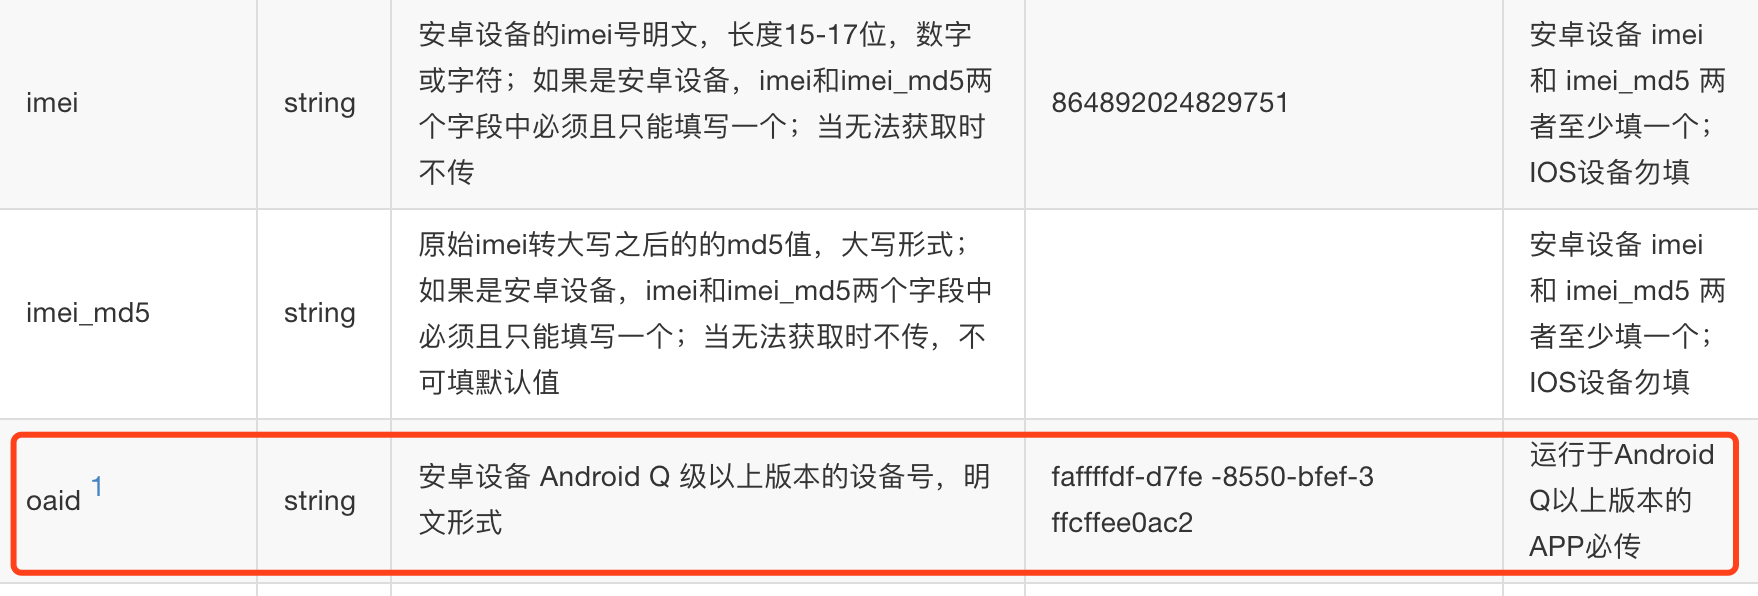 imei
string
安卓设备的imei号明文，长度15-17位，数字
或字符；如果是安卓设备，imei和imei_md5两
个字段中必须且只能填写一个；当无法获取时
不传
864892024829751
安卓设备 imei
和 imei_md5 两
者至少填一个；
IOS设备勿填
imei_md5
string
原始imei转大写之后的的md5值，大写形式；
如果是安卓设备，imei和imei_md5两个字段中
必须且只能填写一个；当无法获取时不传，不
可填默认值
安卓设备 imei
和 imei_md5 两
者至少填一个；
IOS设备勿填
oaid 1
string
安卓设备 Android Q 级以上版本的设备号，明
文形式
faffffdf-d7fe -8550-bfef-3
ffcffee0ac2
运行于Android
Q以上版本的
APP必传